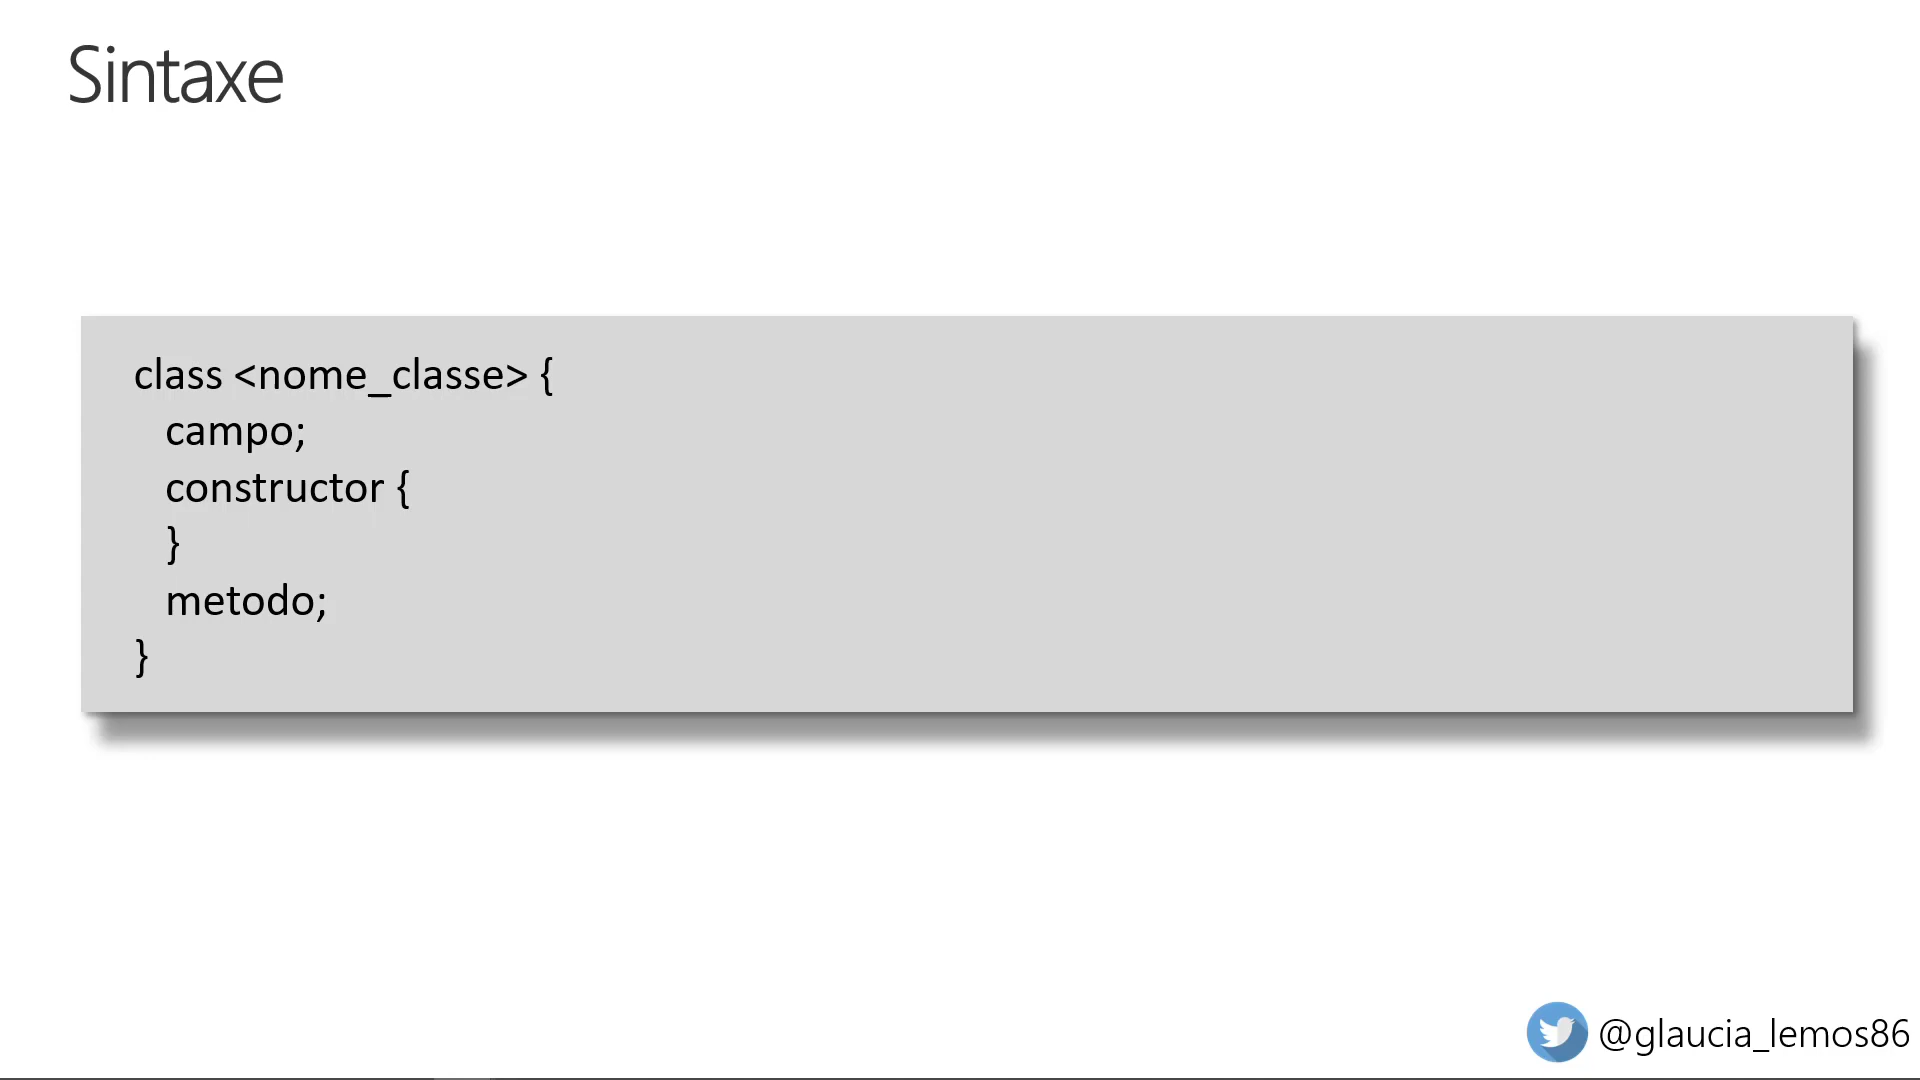 Sintaxe
class <nome_classe> {
campo;
constructor {
}
metodo;
}
@glaucia_lemos86